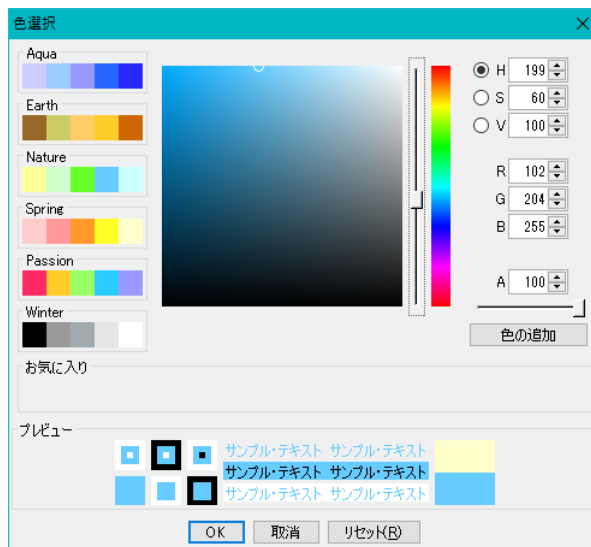 色選択
Aqua
Earth
Nature
Spring
Passion
Winter
H 199
S 60
V 100
R 102
G 204
B 255
A 100
色の追加
お気に入り
プレビュー
サンプル・テキスト サンプル・テキスト
サンプル・テキスト サンプル・テキスト
サンプル・テキスト サンプル・テキスト
OK 取消 リセット(R)